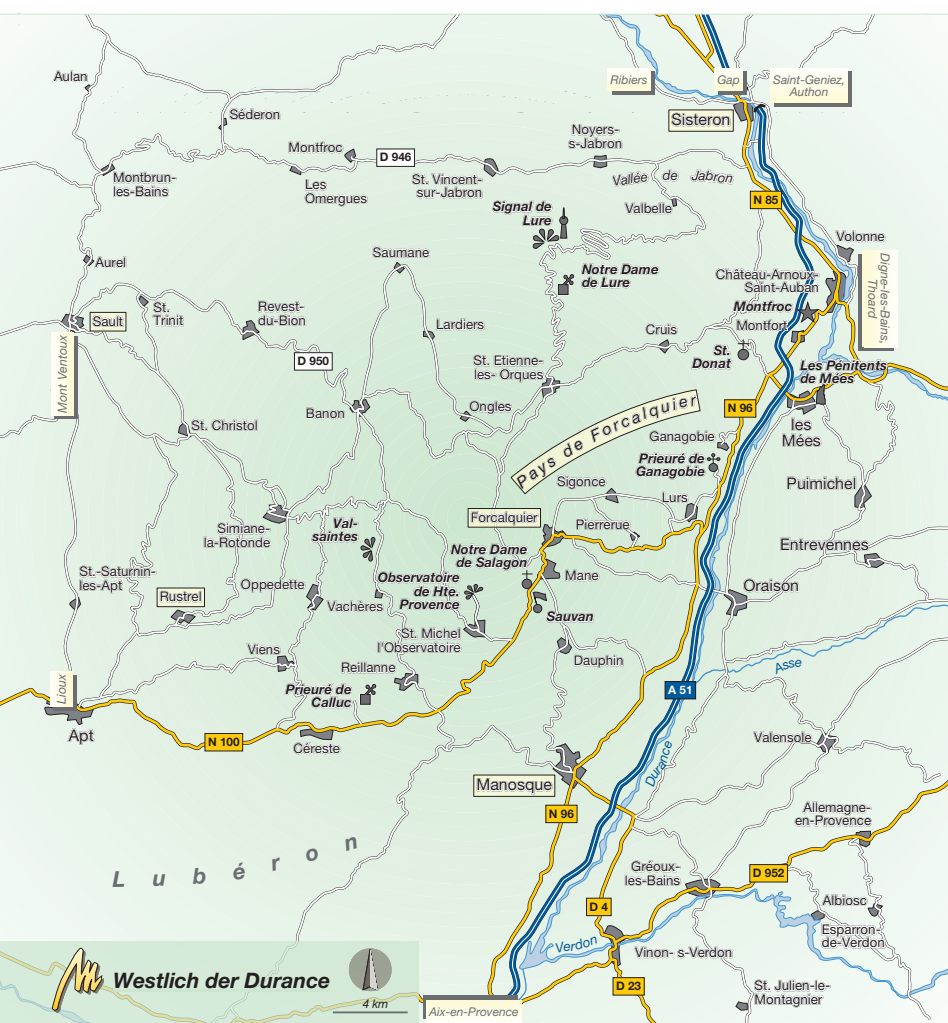 Aulan
Ribiers
Gap
Saint-Geniez,
Authon
Séderon
Sisteron
Noyers-
s-Jabron
Montfroc
D 946
Montbrun-
les-Bains
Les
Omergues
St. Vincent-
sur-Jabron
Vallée de Jabron
Valbelle
N 85
Signal de
Lure
Volonne
Saumane
Aurel
Notre Dame
de Lure
Château-Arnoux-
Saint-Auban
Digne-les-Bains,
Thoard
St.
Trinit
Revest-
du-Bion
Montfroc
Sault
Lardiers
Cruis
Montfort
D 950
St. Etienne-
les- Orques
St.
Donat
Les Pénitents
de Mées
Mont Ventoux
Banon
Ongles
Pays de Forcalquier
N 96
les
Mées
St. Christol
Ganagobie
Prieuré de
Ganagobie
Sigonce
Puimichel
Lurs
Forcalquier
Simiane-
la-Rotonde
Val-
saintes
Pierrerue
Entrevennes
Notre Dame
de Salagon
St.-Saturnin-
les-Apt
Oppedette
Observatoire
de Hte.
Provence
Mane
Oraison
Rustrel
Vachères
Sauvan
St. Michel
l'Observatoire
Viens
Reillanne
Dauphin
Asse
Lioux
Prieuré de
Calluc
A 51
Apt
N 100
Céreste
Valensole
Durance
Manosque
N 96
Allemagne-
en-Provence
Lubéron
Gréoux-
les-Bains
D 952
D 4
Albiosc
Esparron-
de-Verdon
Verdon
Vinon- s-Verdon
Westlich der Durance
D 23
St. Julien-le-
Montagnier
4 km
Aix-en-Provence